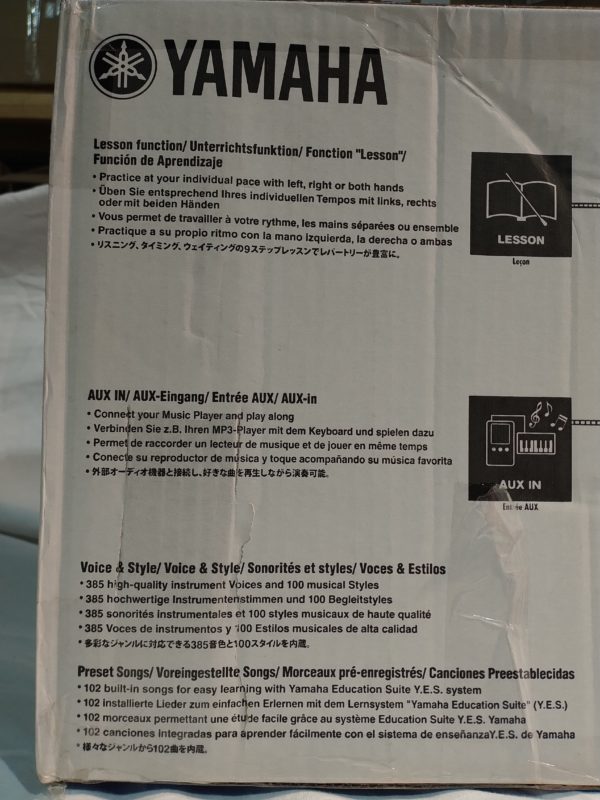 YAMAHA
Lesson function/ Unterrichtsfunktion/ Fonction "Lesson"/
Función de Aprendizaje
• Practice at your individual pace with left, right or both hands
• Üben Sie entsprechend Ihres individuellen Tempos mit links, rechts
oder mit beiden Händen
• Vous permet de travailler à votre rythme, les mains séparées ou ensemble
• Practique a su propio ritmo con la mano izquierda, la derecha o ambas
• リスニング、タイミング、ウェイティングの9ステップレッスンでレパートリーが豊富に。
LESSON
Leçon
AUX IN/ AUX-Eingang/ Entrée AUX/ AUX-in
• Connect your Music Player and play along
• Verbinden Sie z.B. Ihren MP3-Player mit dem Keyboard und spielen dazu
• Permet de raccorder un lecteur de musique et de jouer en même temps
• Conecte su reproductor de música y toque acompañando su música favorita
• 外部オーディオ機器と接続し、好きな曲を再生しながら演奏可能。
AUX IN
Entrée AUX
Voice & Style/ Voice & Style/ Sonorités et styles/ Voces & Estilos
• 385 high-quality instrument Voices and 100 musical Styles
• 385 hochwertige Instrumentenstimmen und 100 Begleitstyles
• 385 sonorités instrumentales et 100 styles musicaux de haute qualité
• 385 Voces de instrumentos y 100 Estilos musicales de alta calidad
• 多彩なジャンルに対応できる385音色と100スタイルを内蔵。
Preset Songs/ Voreingestellte Songs/ Morceaux pré-enregistrés/ Canciones Preestablecidas
• 102 built-in songs for easy learning with Yamaha Education Suite Y.E.S. system
• 102 installierte Lieder zum einfachen Erlernen mit dem Lernsystem "Yamaha Education Suite" (Y.E.S.)
• 102 morceaux permettant une étude facile grâce au système Education Suite Y.E.S. Yamaha
• 102 canciones integradas para aprender fácilmente con el sistema de enseñanzaY.E.S. de Yamaha
• 様々なジャンルから102曲を内蔵。